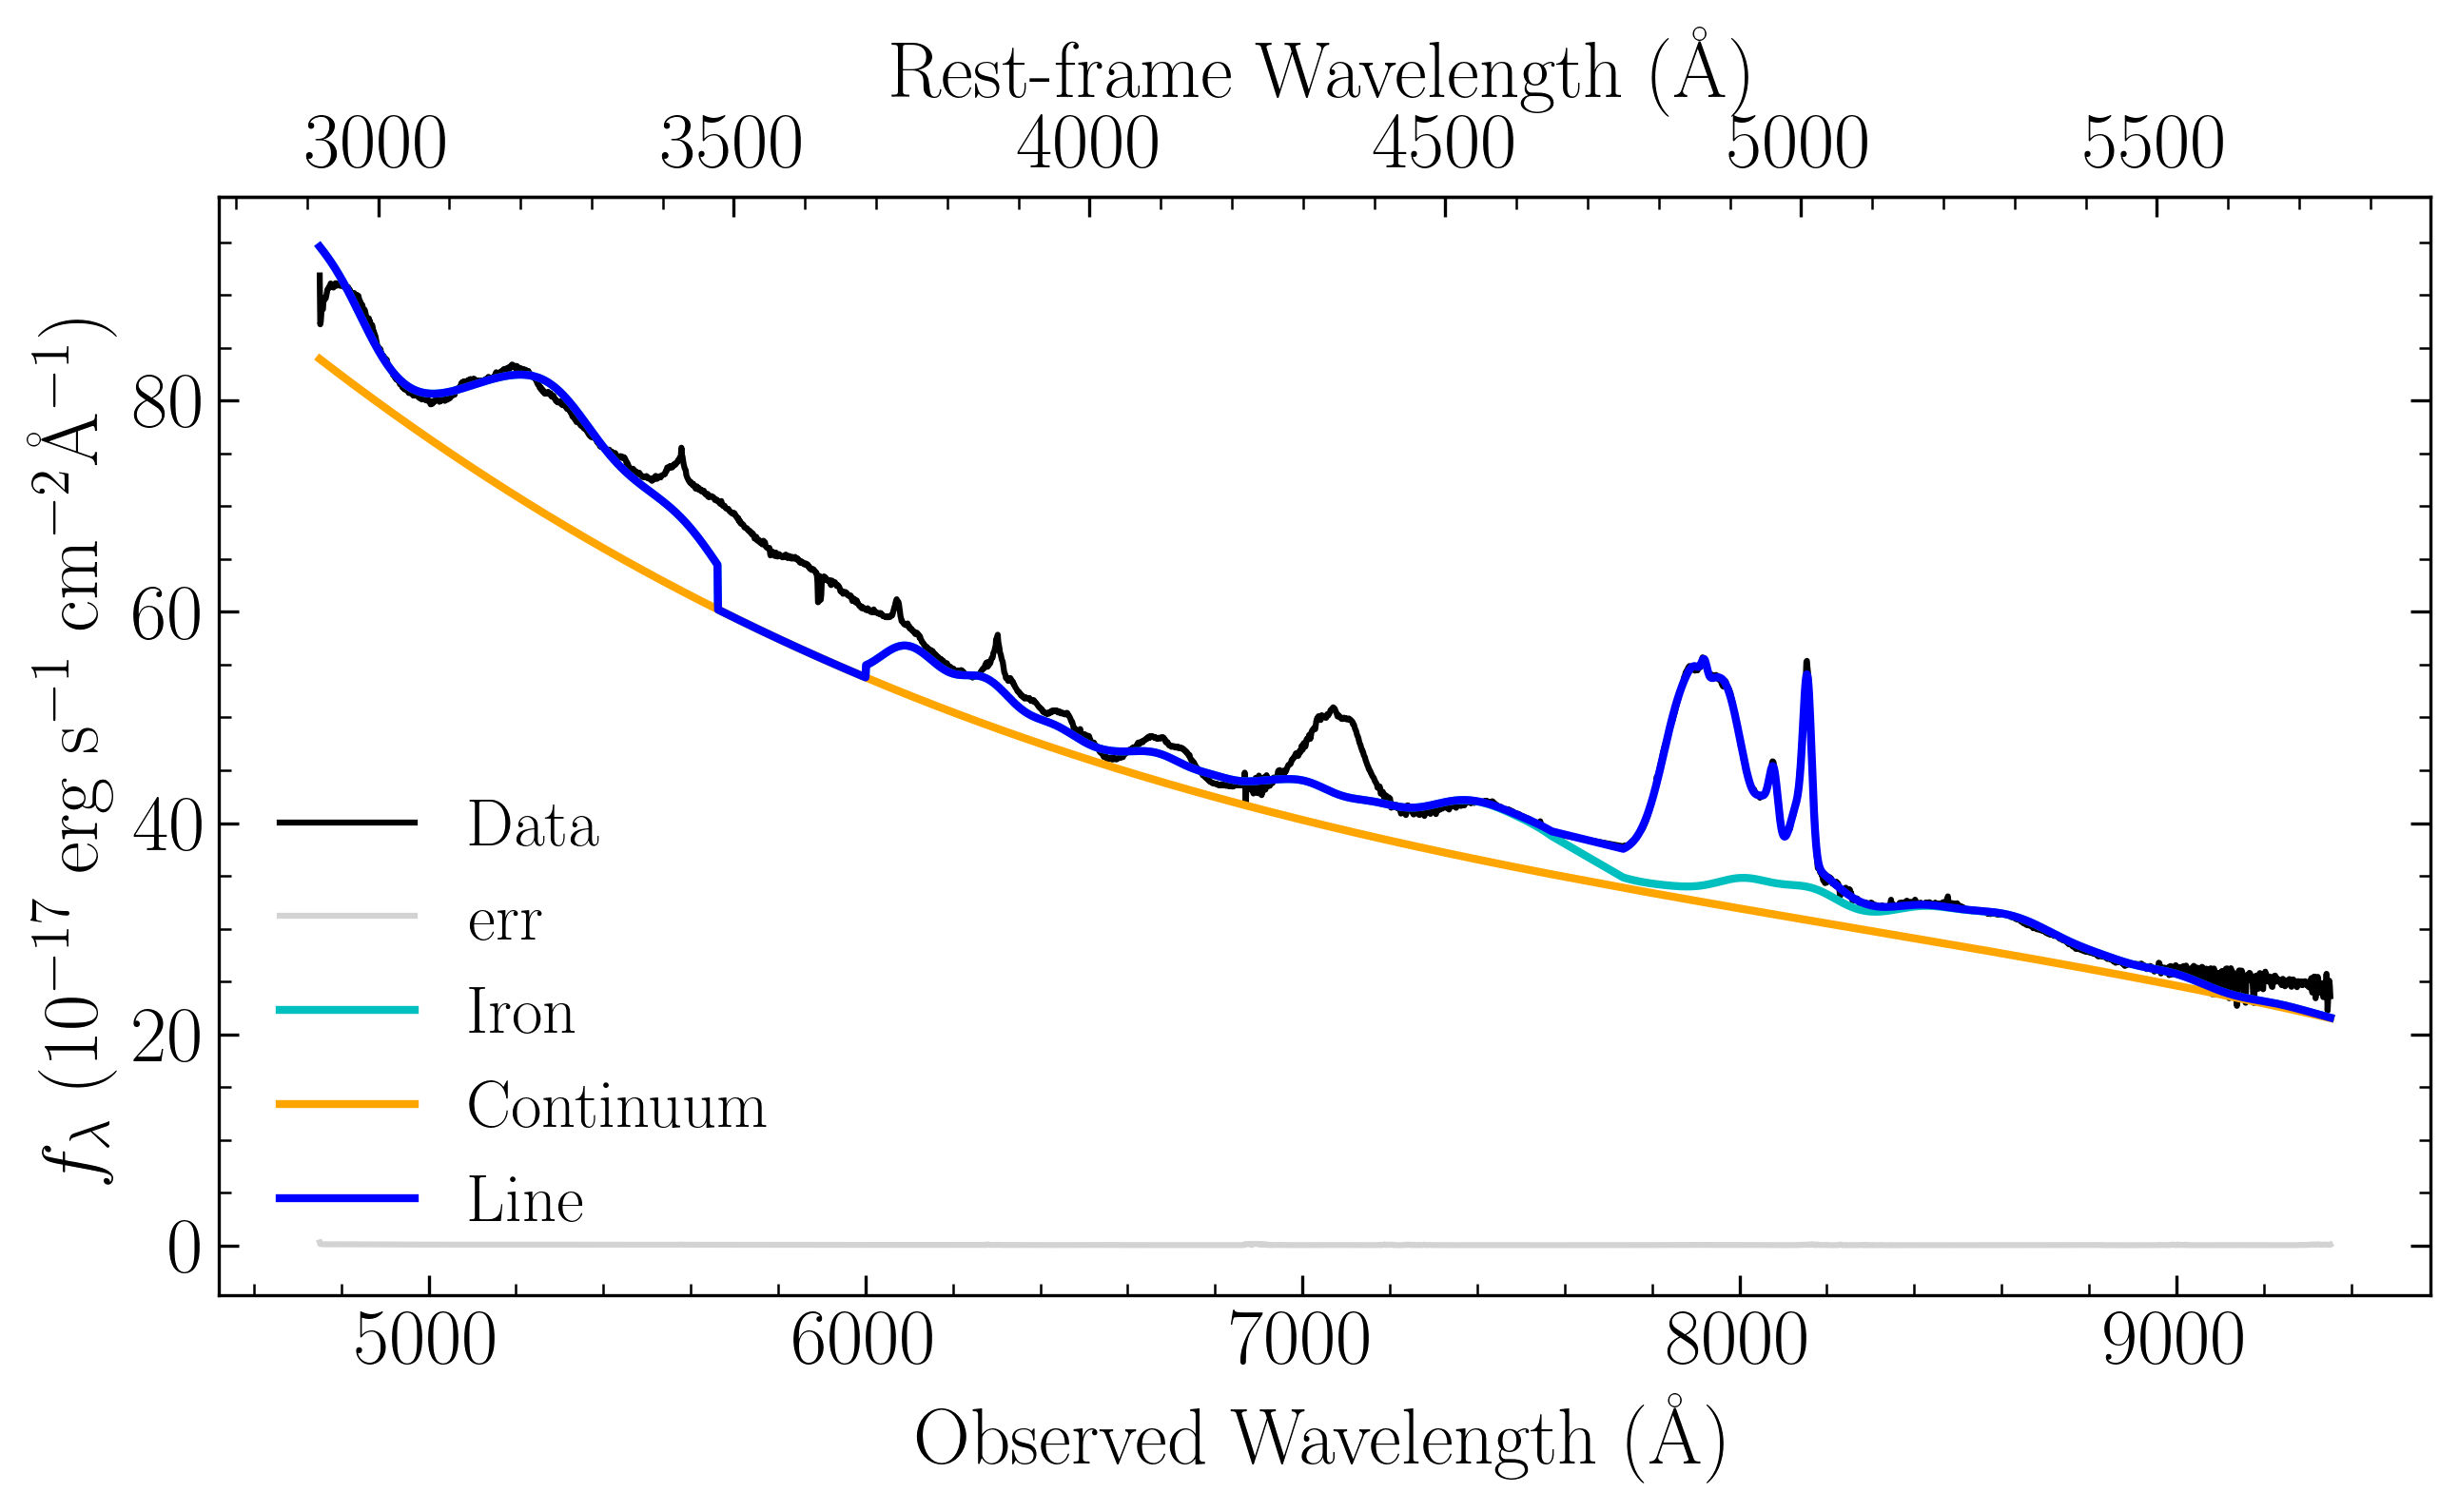 Rest-frame Wavelength (Å)
3000 3500 4000 4500 5000 5500
f_λ (10^−17 erg s^−1 cm^−2 Å^−1)
80
60
40
20
0
Data
err
Iron
Continuum
Line
5000 6000 7000 8000 9000
Observed Wavelength (Å)